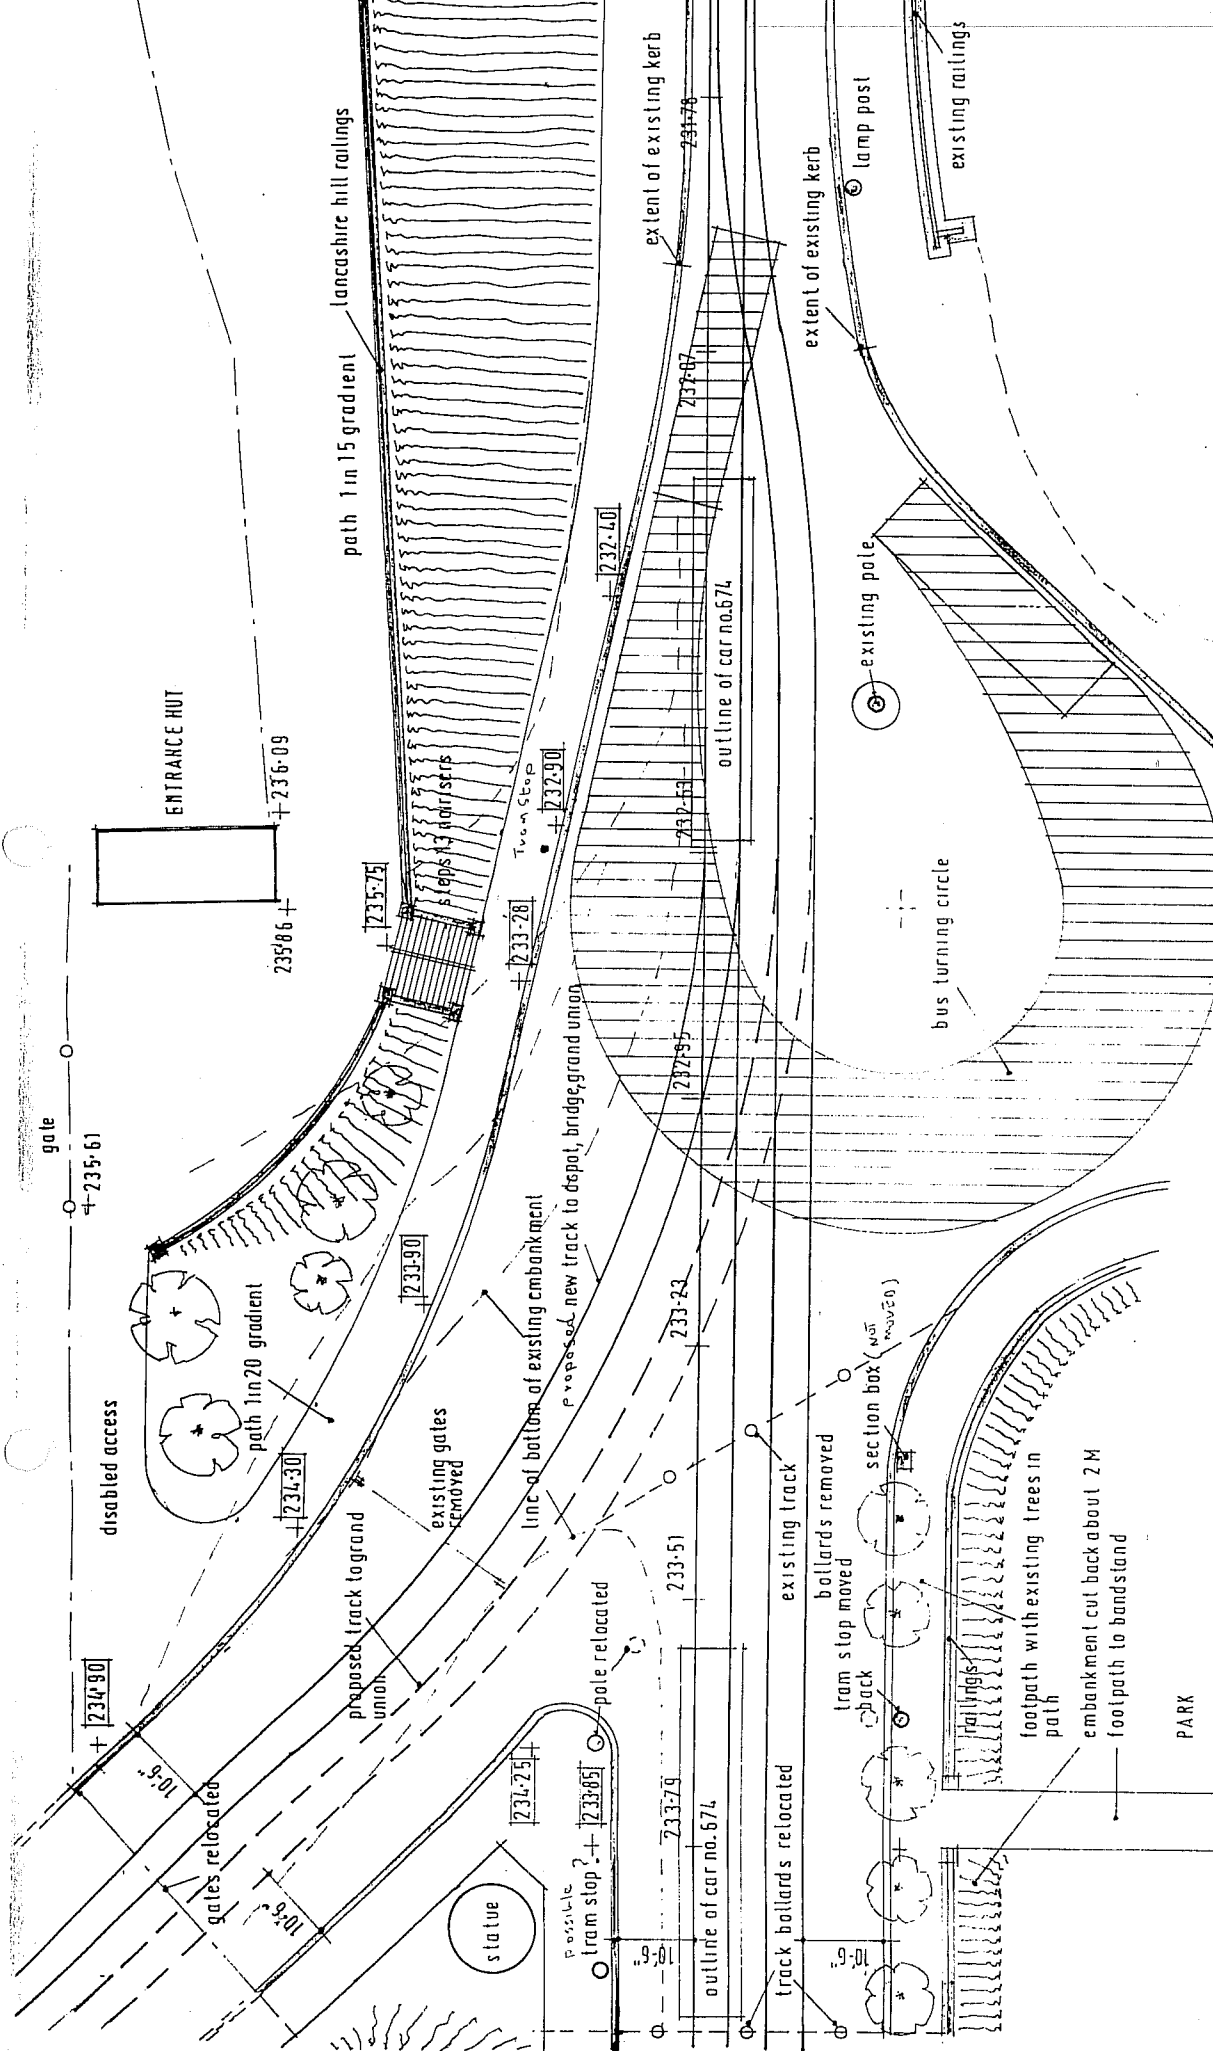 gate
235·61
ENTRANCE HUT
236·09
235·86
lancashire hill railings
path 1in 15 gradient
235·75
steps 13 no risers
Tram Stop
232·90
233·28
232·40
extent of existing kerb
231·78
232·07
extent of existing kerb
lamp post
existing railings
existing pole
outline of car no.674
232·63
232·95
bus turning circle
disabled access
path 1in20 gradient
233·90
234·30
234·90
existing gates
removed
line of bottom of existing embankment
proposed new track to depot, bridge, grand union
233·23
proposed track to grand
union
233·51
existing track
bollards removed
section box (NOT
MOVED)
tram stop moved
back
pole relocated
10'·6"
gates relocated
10'·6"
234·25
233·85
233·79
statue
possible
tram stop ?
10'·6"
outline of car no. 674
track bollards relocated
10'·6"
railings
footpath with existing trees in
path
embankment cut back about 2 M
footpath to bandstand
PARK